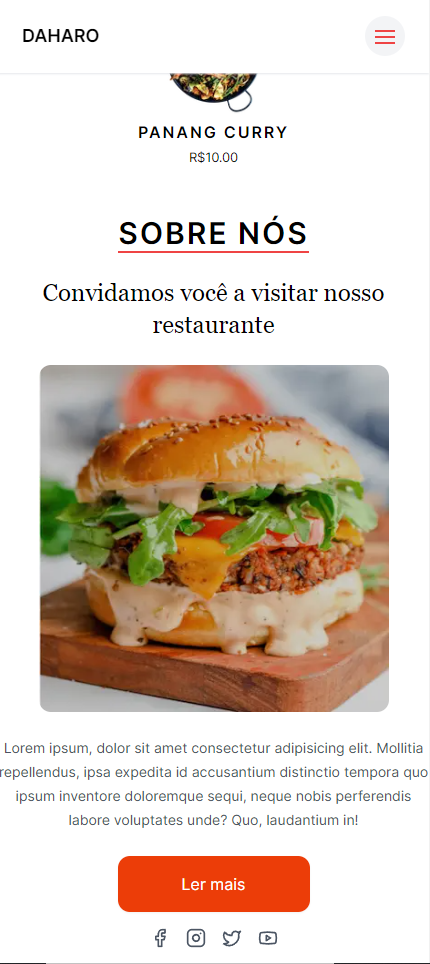 DAHARO
PANANG CURRY
R$10.00
SOBRE NÓS
Convidamos você a visitar nosso
restaurante
Lorem ipsum, dolor sit amet consectetur adipisicing elit. Mollitia
repellendus, ipsa expedita id accusantium distinctio tempora quo
ipsum inventore doloremque sequi, neque nobis perferendis
labore voluptates unde? Quo, laudantium in!
Ler mais